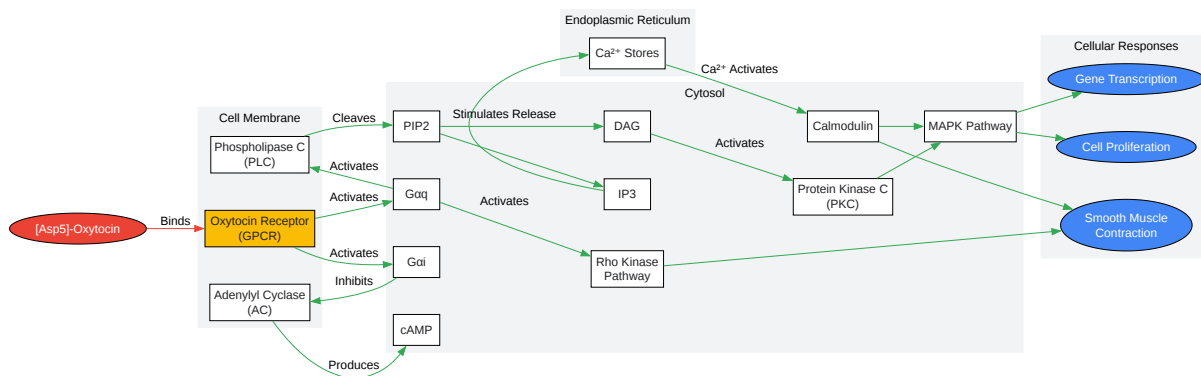 Endoplasmic Reticulum
Ca²⁺ Stores
Cellular Responses
Ca²⁺ Activates
Gene Transcription
Cytosol
Cell Membrane
Cleaves
PIP2
Stimulates Release
DAG
Calmodulin
MAPK Pathway
Phospholipase C
(PLC)
Activates
Cell Proliferation
Activates
Gαq
IP3
Protein Kinase C
(PKC)
Activates
Activates
[Asp5]-Oxytocin
Binds
Oxytocin Receptor
(GPCR)
Smooth Muscle
Contraction
Activates
Gαi
Rho Kinase
Pathway
Inhibits
Adenylyl Cyclase
(AC)
cAMP
Produces